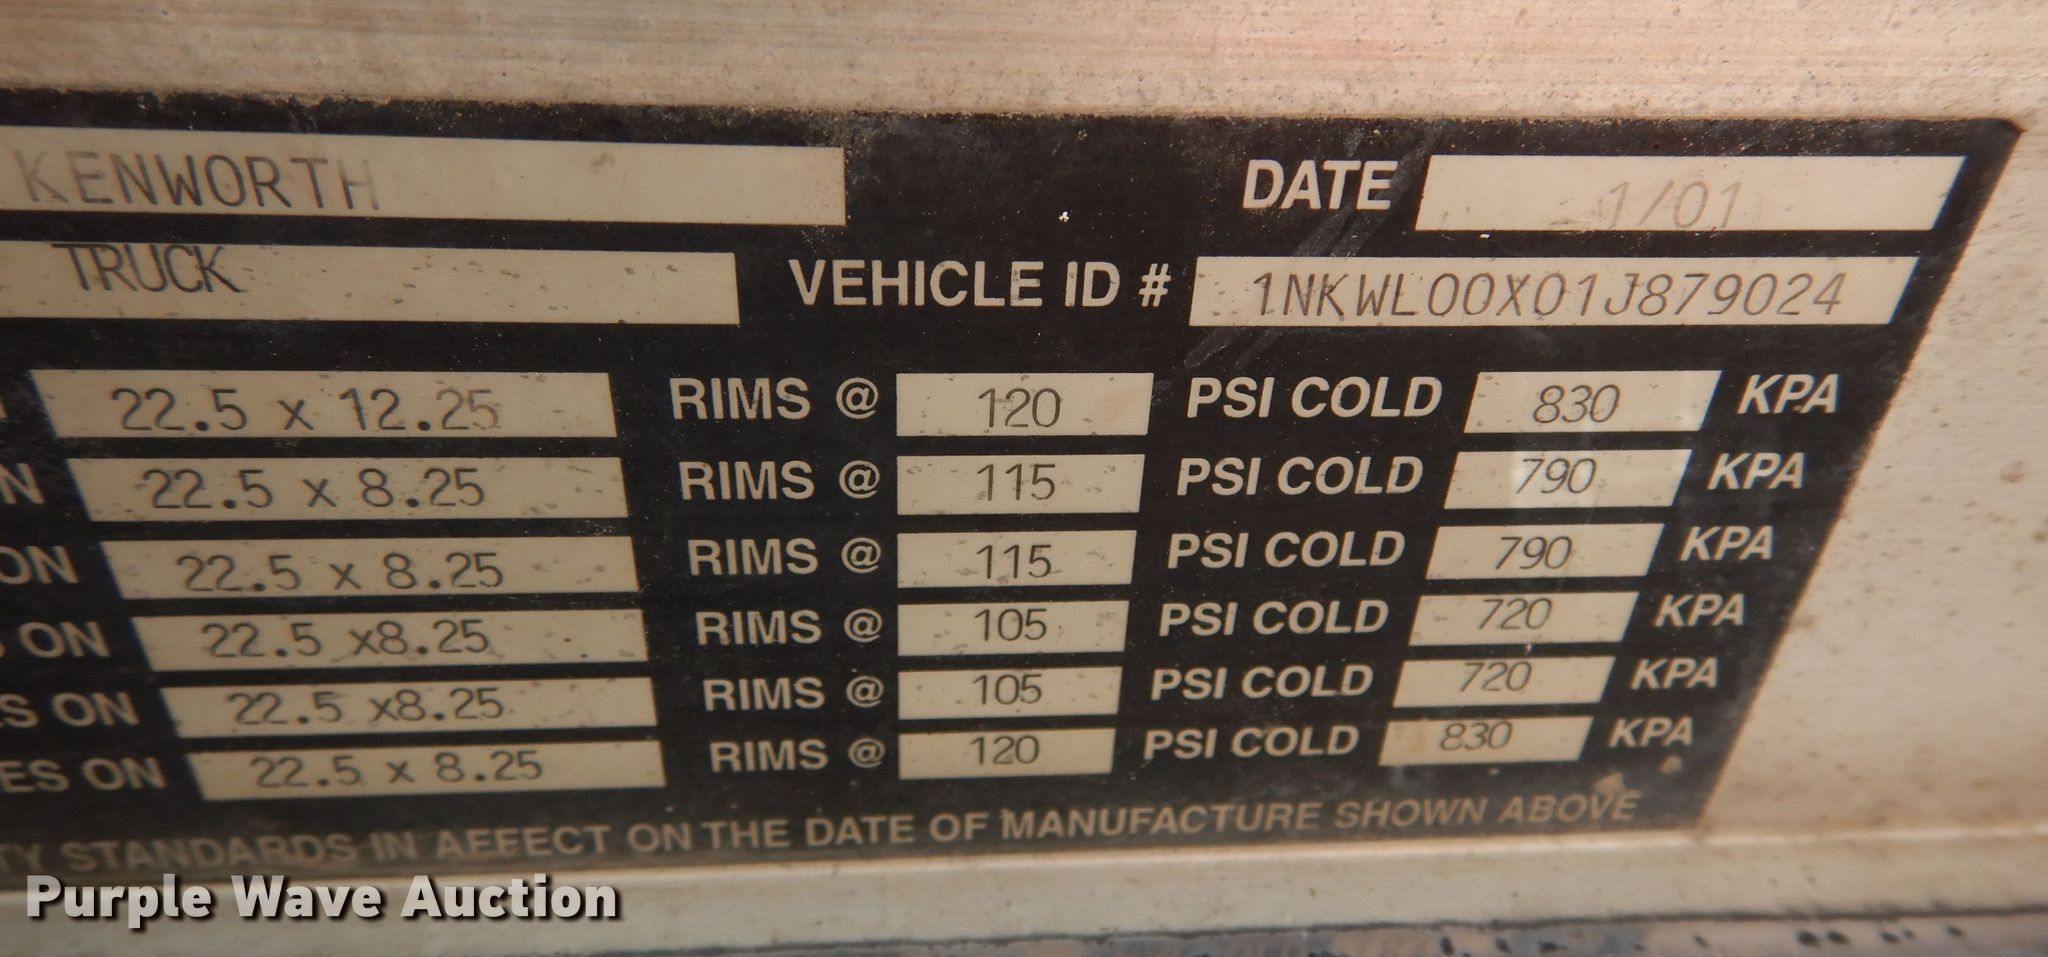 KENWORTH DATE 1/01
TRUCK VEHICLE ID # 1NKWL00X01J879024
22.5 x 12.25 RIMS @ 120 PSI COLD 830 KPA
N 22.5 x 8.25 RIMS @ 115 PSI COLD 790 KPA
ON 22.5 x 8.25 RIMS @ 115 PSI COLD 790 KPA
S ON 22.5 x8.25 RIMS @ 105 PSI COLD 720 KPA
ES ON 22.5 x8.25 RIMS @ 105 PSI COLD 720 KPA
ES ON 22.5 x 8.25 RIMS @ 120 PSI COLD 830 KPA
TY STANDARDS IN AFFECT ON THE DATE OF MANUFACTURE SHOWN ABOVE
Purple Wave Auction